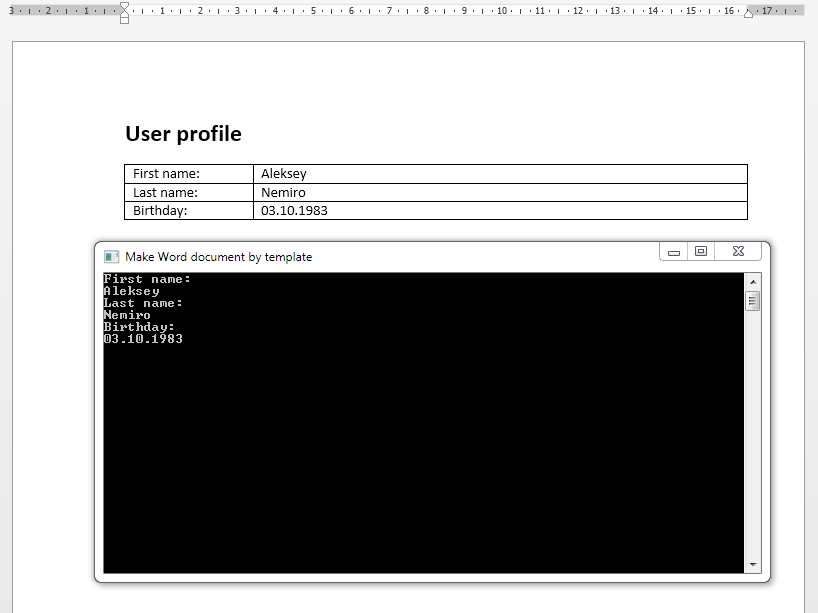 3 2 1 1 2 3 4 5 6 7 8 9 10 11 12 13 14 15 16 17
User profile
First name: Aleksey
Last name: Nemiro
Birthday: 03.10.1983
Make Word document by template
First name:
Aleksey
Last name:
Nemiro
Birthday:
03.10.1983